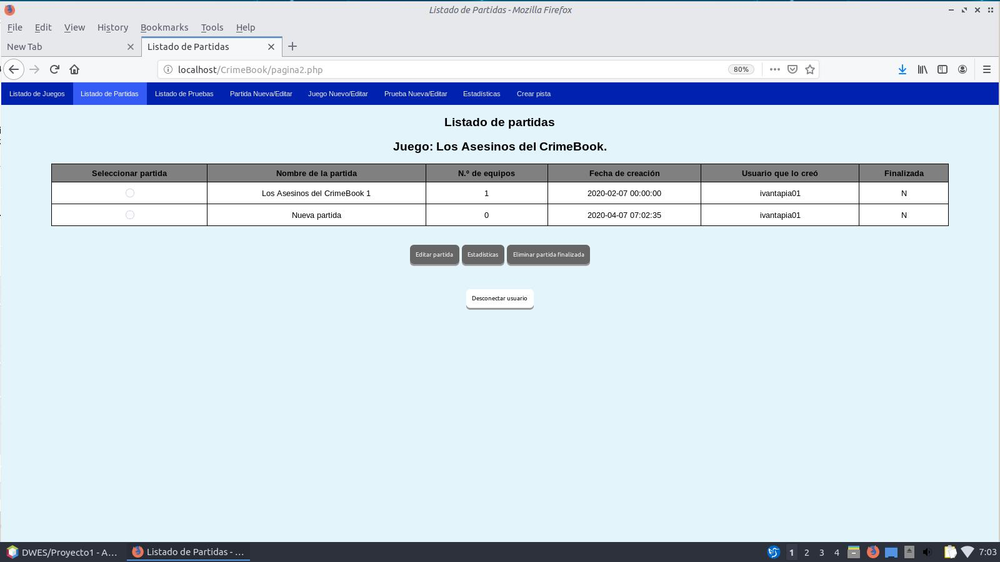 Listado de Partidas - Mozilla Firefox
File Edit View History Bookmarks Tools Help
New Tab Listado de Partidas
localhost/CrimeBook/pagina2.php 80%
Listado de Juegos Listado de Partidas Listado de Pruebas Partida Nueva/Editar Juego Nuevo/Editar Prueba Nueva/Editar Estadísticas Crear pista
Listado de partidas
Juego: Los Asesinos del CrimeBook.
Seleccionar partida Nombre de la partida N.º de equipos Fecha de creación Usuario que lo creó Finalizada
Los Asesinos del CrimeBook 1 1 2020-02-07 00:00:00 ivantapia01 N
Nueva partida 0 2020-04-07 07:02:35 ivantapia01 N
Editar partida Estadísticas Eliminar partida finalizada
Desconectar usuario
DWES/Proyecto1 - A... Listado de Partidas - ... 1 2 3 4 7:03